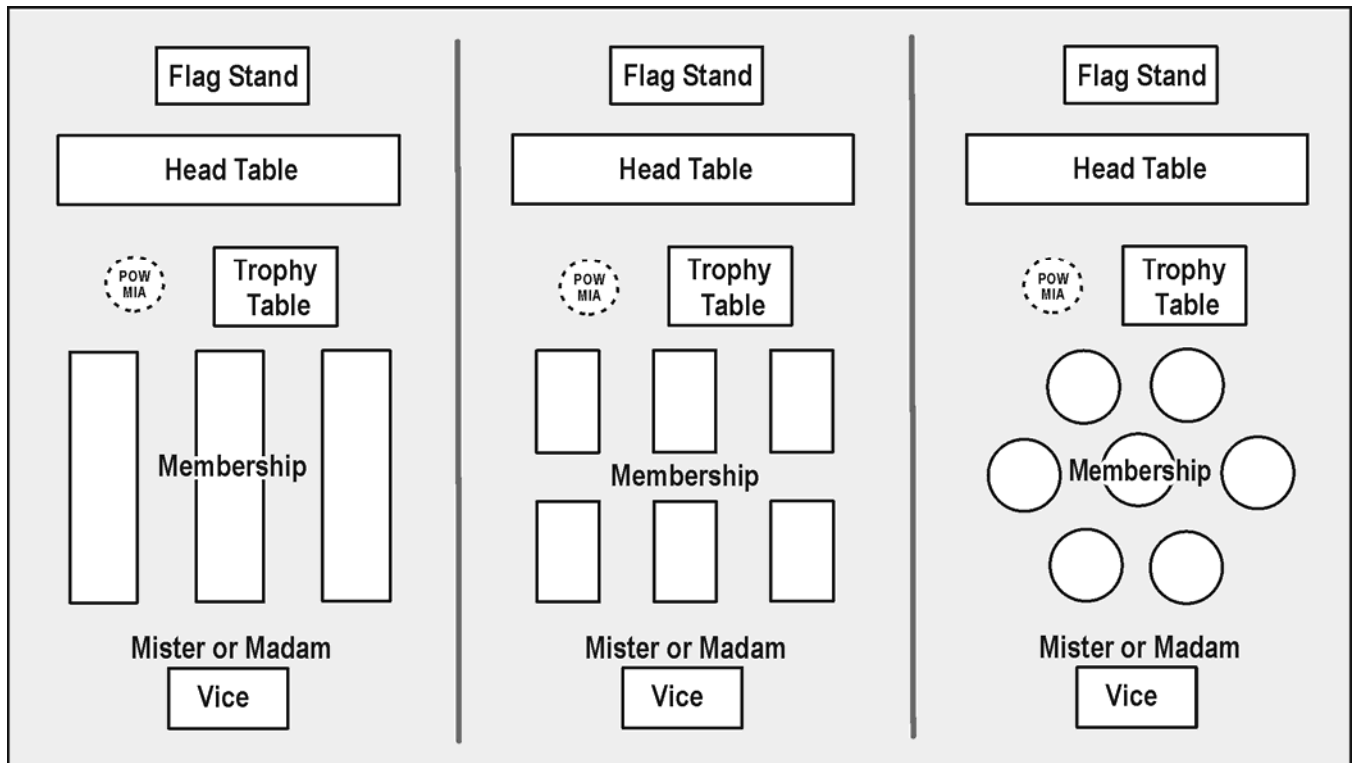 Flag Stand
Head Table
POW
MIA
Trophy
Table
Membership
Mister or Madam
Vice
Flag Stand
Head Table
POW
MIA
Trophy
Table
Membership
Mister or Madam
Vice
Flag Stand
Head Table
POW
MIA
Trophy
Table
Membership
Mister or Madam
Vice